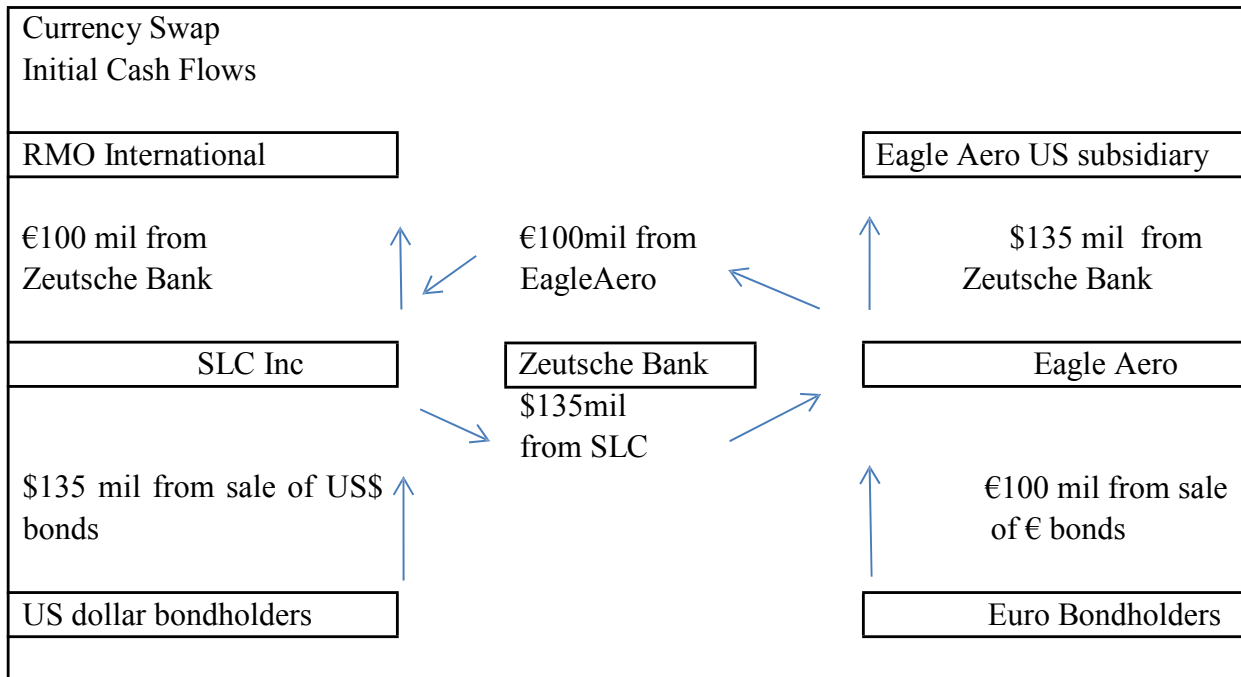 Currency Swap
Initial Cash Flows
RMO International
Eagle Aero US subsidiary
€100 mil from
Zeutsche Bank
€100mil from
EagleAero
$135 mil from
Zeutsche Bank
SLC Inc
Zeutsche Bank
Eagle Aero
$135mil
from SLC
$135 mil from sale of US$
bonds
€100 mil from sale
of € bonds
US dollar bondholders
Euro Bondholders